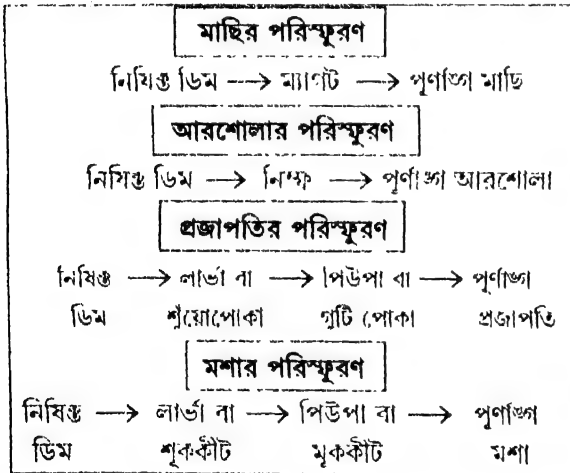 মাছির পরিস্ফুরণ
নিষিক্ত ডিম → ম্যাগট → পূর্ণাঙ্গ মাছি
আরশোলার পরিস্ফুরণ
নিষিক্ত ডিম → নিম্ফ → পূর্ণাঙ্গ আরশোলা
প্রজাপতির পরিস্ফুরণ
নিষিক্ত → লার্ভা বা → পিউপা বা → পূর্ণাঙ্গ
ডিম শুঁয়োপোকা গুটি পোকা প্রজাপতি
মশার পরিস্ফুরণ
নিষিক্ত → লার্ভা বা → পিউপা বা → পূর্ণাঙ্গ
ডিম শূককীট মূককীট মশা